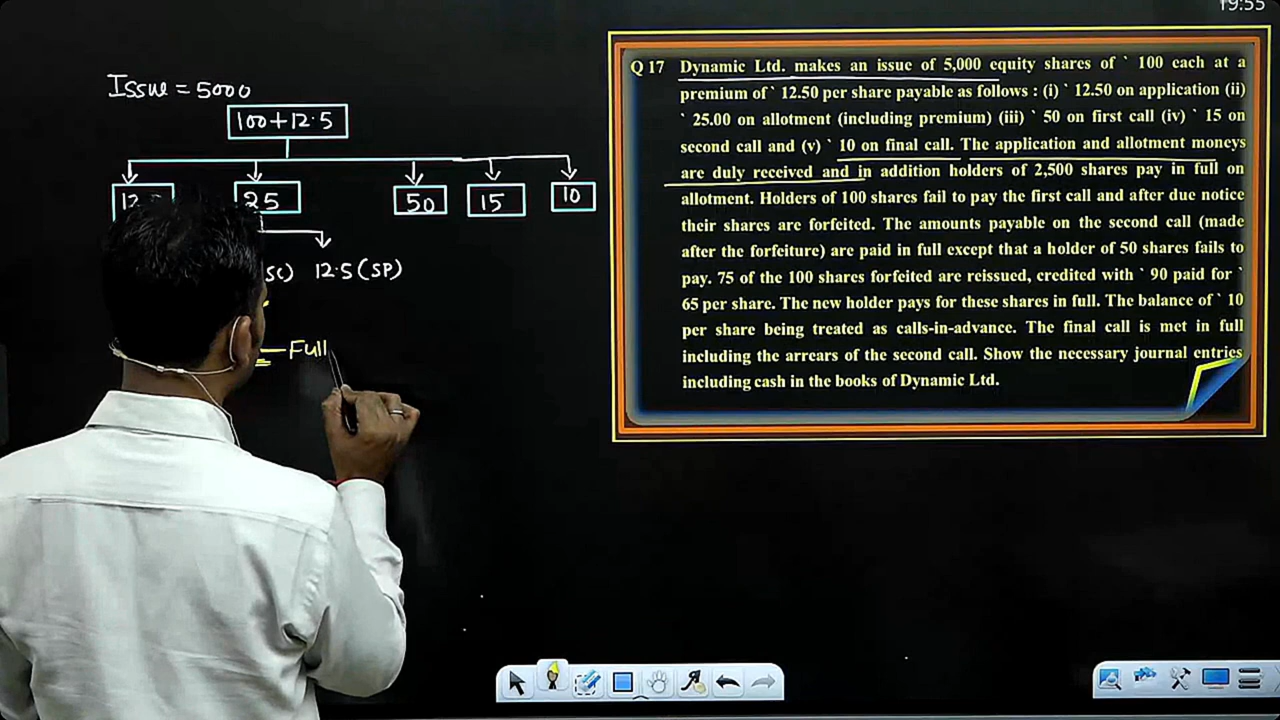 19:55
Issue = 5000
100+12.5
25
50
15
10
SC) 12.5 (SP)
Full
Q 17 Dynamic Ltd. makes an issue of 5,000 equity shares of ` 100 each at a
premium of ` 12.50 per share payable as follows : (i) ` 12.50 on application (ii)
` 25.00 on allotment (including premium) (iii) ` 50 on first call (iv) ` 15 on
second call and (v) ` 10 on final call. The application and allotment moneys
are duly received and in addition holders of 2,500 shares pay in full on
allotment. Holders of 100 shares fail to pay the first call and after due notice
their shares are forfeited. The amounts payable on the second call (made
after the forfeiture) are paid in full except that a holder of 50 shares fails to
pay. 75 of the 100 shares forfeited are reissued, credited with ` 90 paid for `
65 per share. The new holder pays for these shares in full. The balance of ` 10
per share being treated as calls-in-advance. The final call is met in full
including the arrears of the second call. Show the necessary journal entries
including cash in the books of Dynamic Ltd.